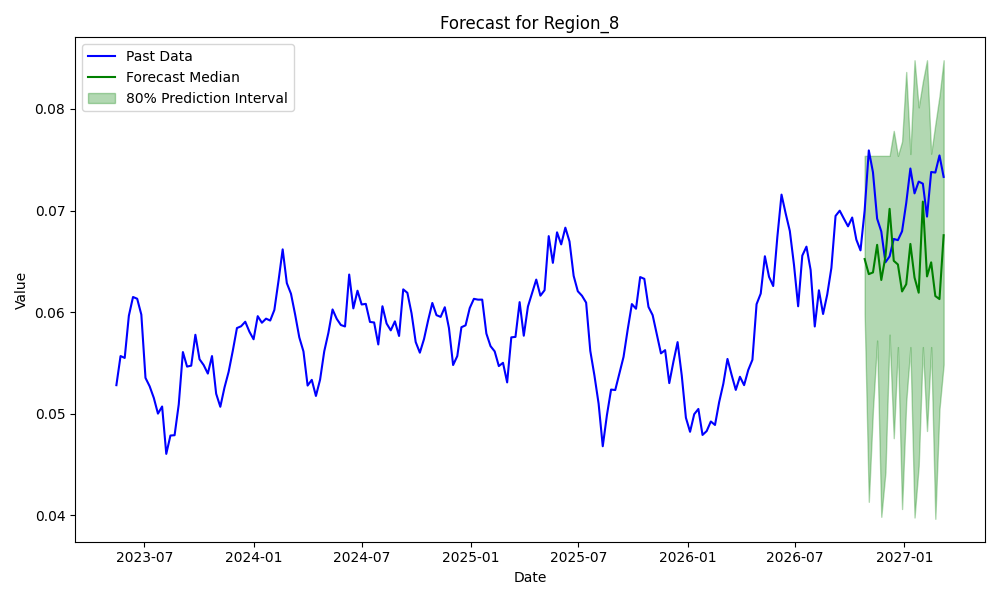 Forecast for Region_8
Past Data
Forecast Median
80% Prediction Interval
Value
0.08
0.07
0.06
0.05
0.04
2023-07 2024-01 2024-07 2025-01 2025-07 2026-01 2026-07 2027-01
Date